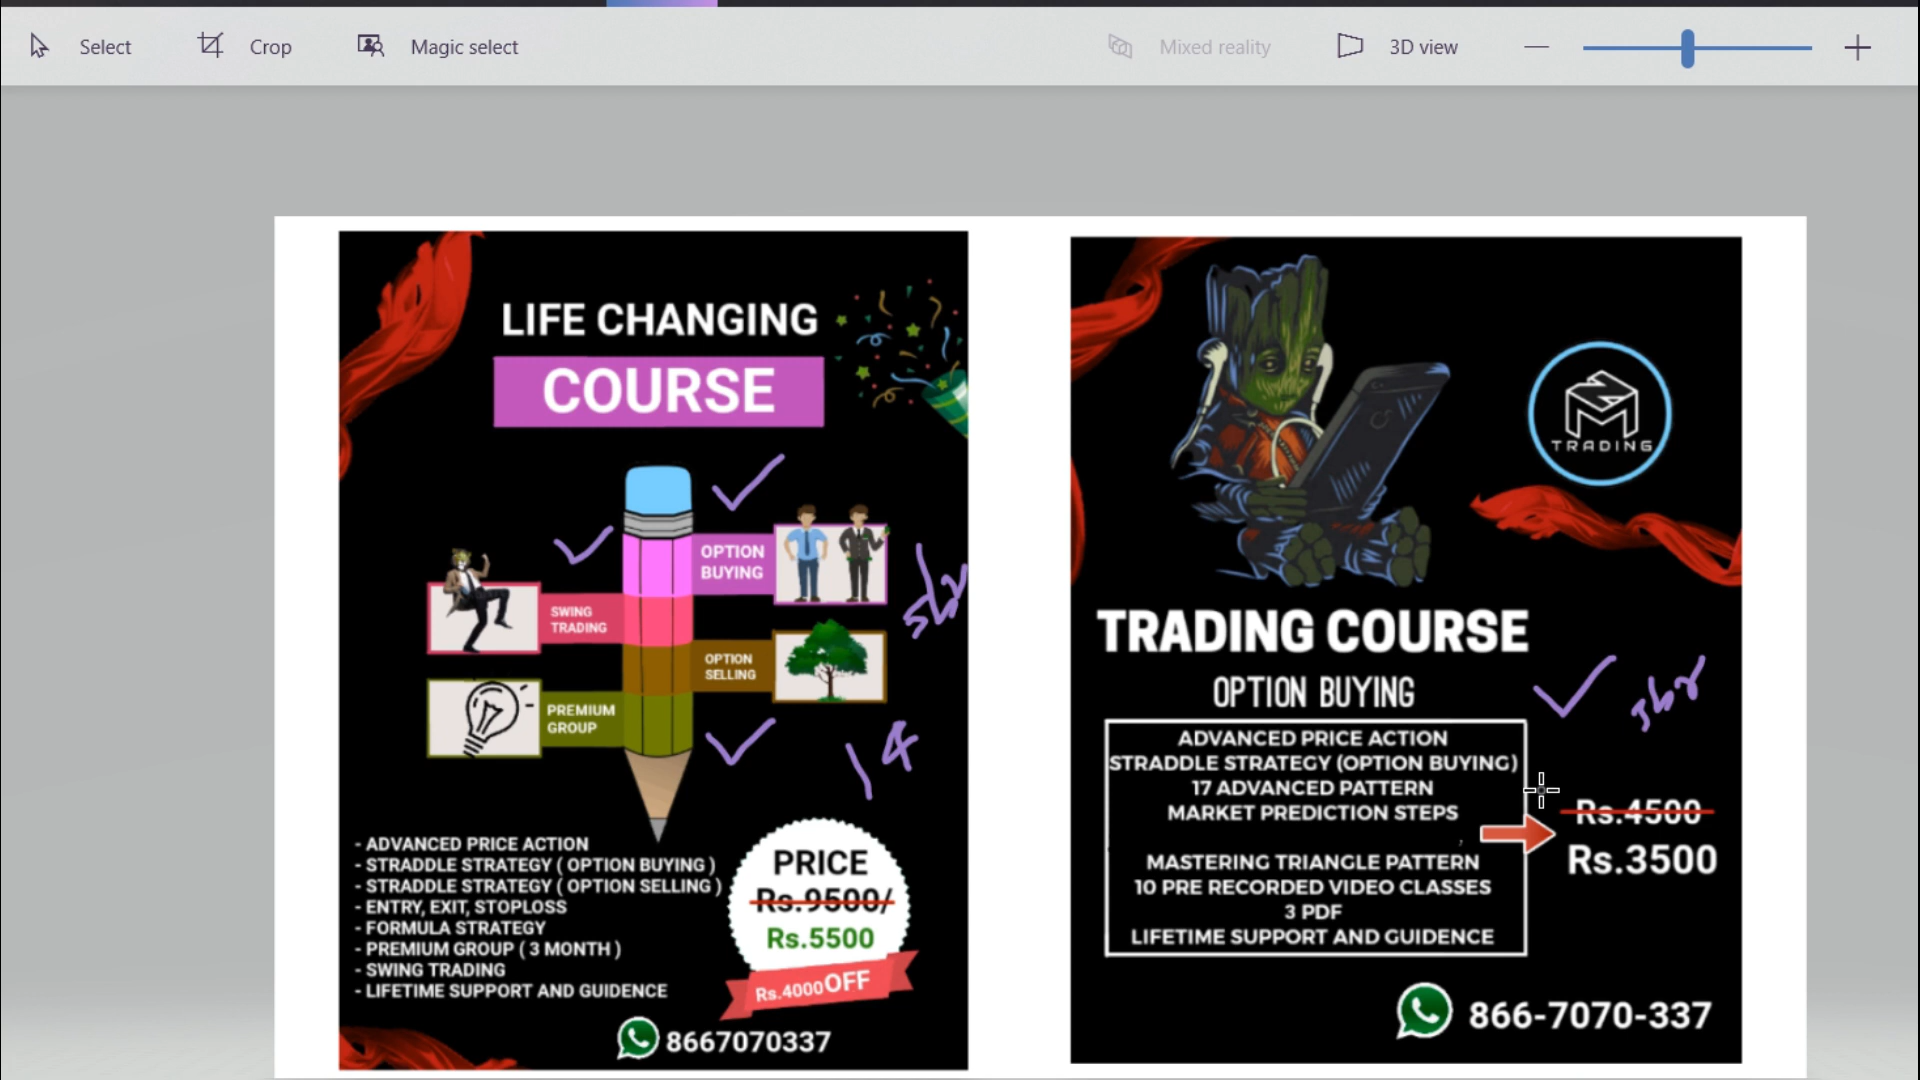 Select
Crop
Magic select
Mixed reality
3D view
LIFE CHANGING
COURSE
OPTION
BUYING
SWING
TRADING
OPTION
SELLING
PREMIUM
GROUP
14
- ADVANCED PRICE ACTION
- STRADDLE STRATEGY ( OPTION BUYING )
- STRADDLE STRATEGY ( OPTION SELLING )
- ENTRY, EXIT, STOPLOSS
- FORMULA STRATEGY
- PREMIUM GROUP ( 3 MONTH )
- SWING TRADING
- LIFETIME SUPPORT AND GUIDENCE
PRICE
Rs.9500/
Rs.5500
Rs.4000 OFF
8667070337
TRADING
TRADING COURSE
OPTION BUYING
ADVANCED PRICE ACTION
STRADDLE STRATEGY (OPTION BUYING)
17 ADVANCED PATTERN
MARKET PREDICTION STEPS
MASTERING TRIANGLE PATTERN
10 PRE RECORDED VIDEO CLASSES
3 PDF
LIFETIME SUPPORT AND GUIDENCE
Rs.4500
Rs.3500
866-7070-337